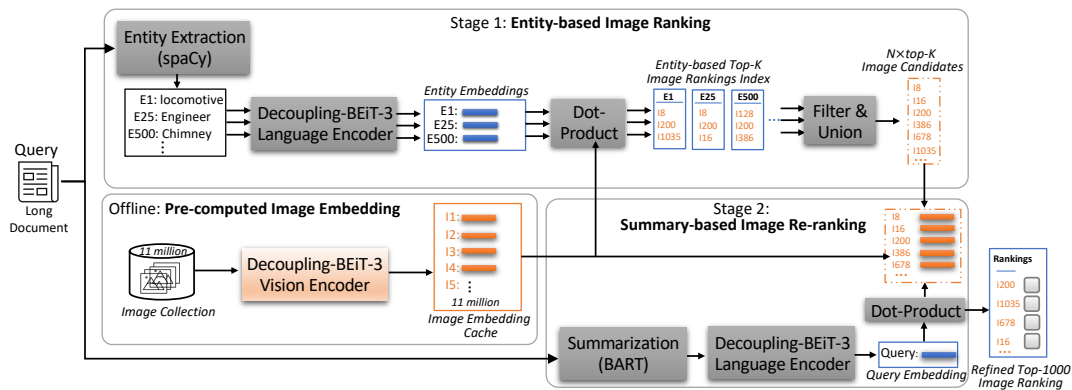 Stage 1: Entity-based Image Ranking
Entity Extraction
(spaCy)
E1: locomotive
E25: Engineer
E500: Chimney
⋮
Decoupling-BEiT-3
Language Encoder
Entity Embeddings
E1:
E25:
E500:
Dot-
Product
Entity-based Top-K
Image Rankings Index
E1
I8
I200
I1035
E25
I8
I200
I16
E500
I128
I200
I386
...
Filter &
Union
N×top-K
Image Candidates
I8
I16
I200
I386
I678
I1035
...
Query
Long
Document
Offline: Pre-computed Image Embedding
11 million
Image Collection
Decoupling-BEiT-3
Vision Encoder
I1:
I2:
I3:
I4:
I5:
⋮
11 million
Image Embedding
Cache
Stage 2:
Summary-based Image Re-ranking
I8
I16
I200
I386
I678
...
Dot-Product
Summarization
(BART)
Decoupling-BEiT-3
Language Encoder
Query:
Query Embedding
Rankings
i200
I1035
I678
I16
...
Refined Top-1000
Image Ranking